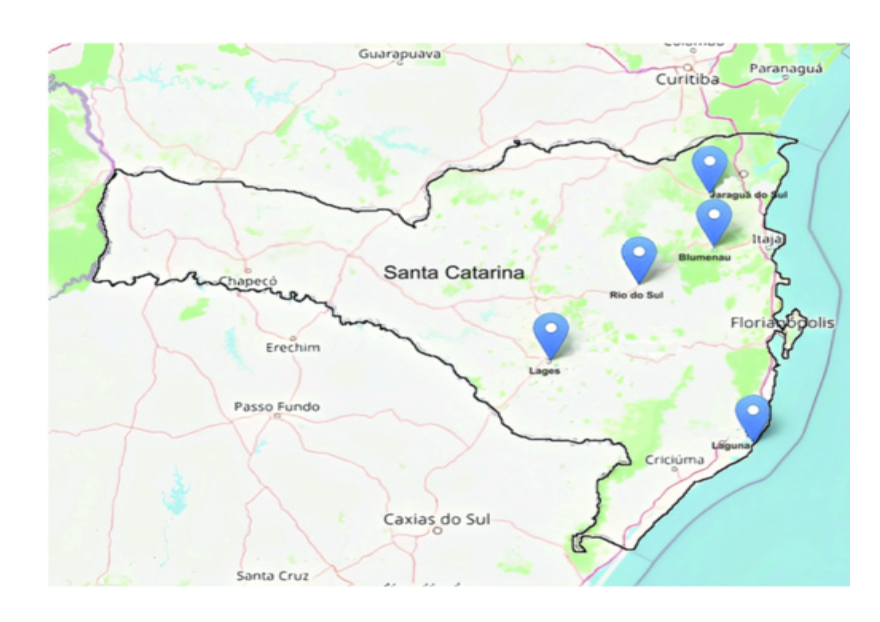 Guarapuava
Curitiba
Paranaguá
Jaraguá do Sul
Itajaí
Blumenau
Santa Catarina
Chapecó
Rio do Sul
Florianópolis
Erechim
Lages
Passo Fundo
Laguna
Criciúma
Caxias do Sul
Santa Cruz